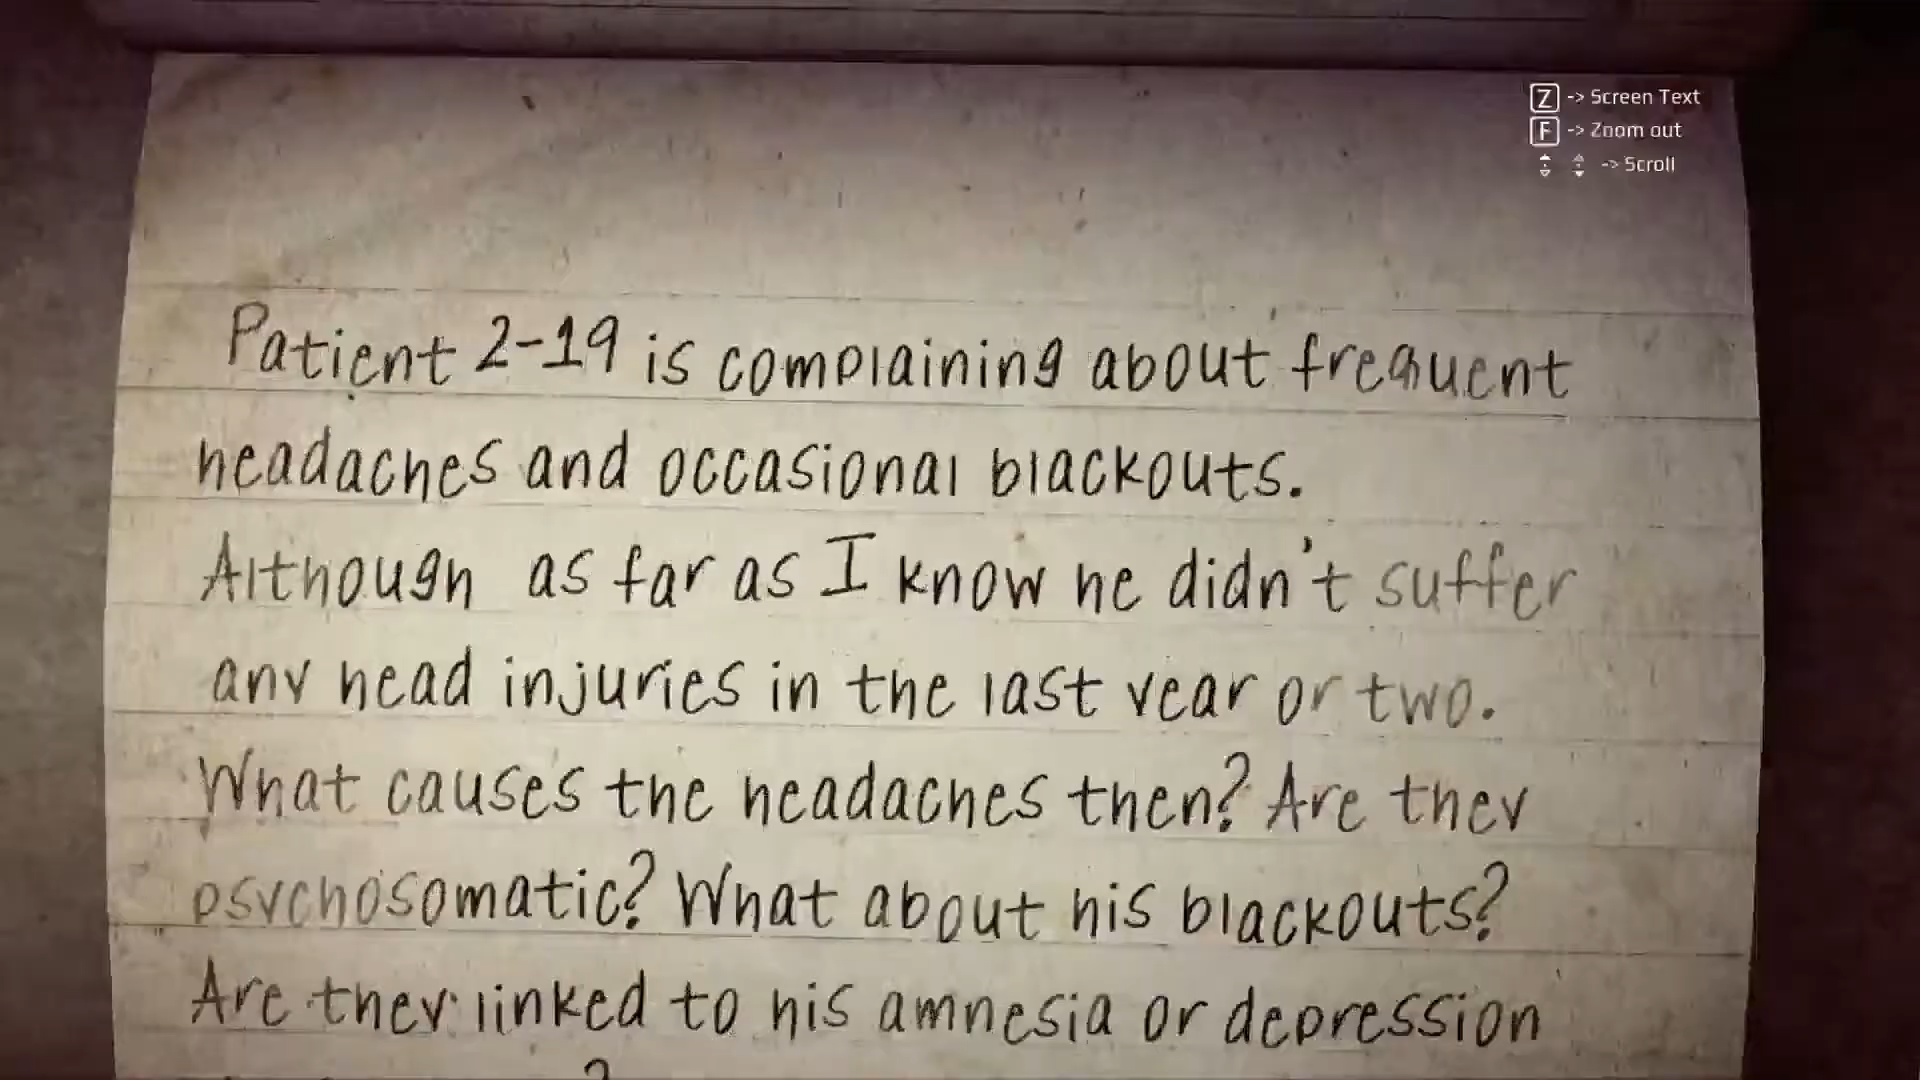 Z -> Screen Text
F -> Zoom out
-> Scroll
Patient 2-19 is complaining about frequent
headaches and occasional blackouts.
Although as far as I know he didn't suffer
any head injuries in the last year or two.
What causes the headaches then? Are they
psychosomatic? What about his blackouts?
Are they linked to his amnesia or depression